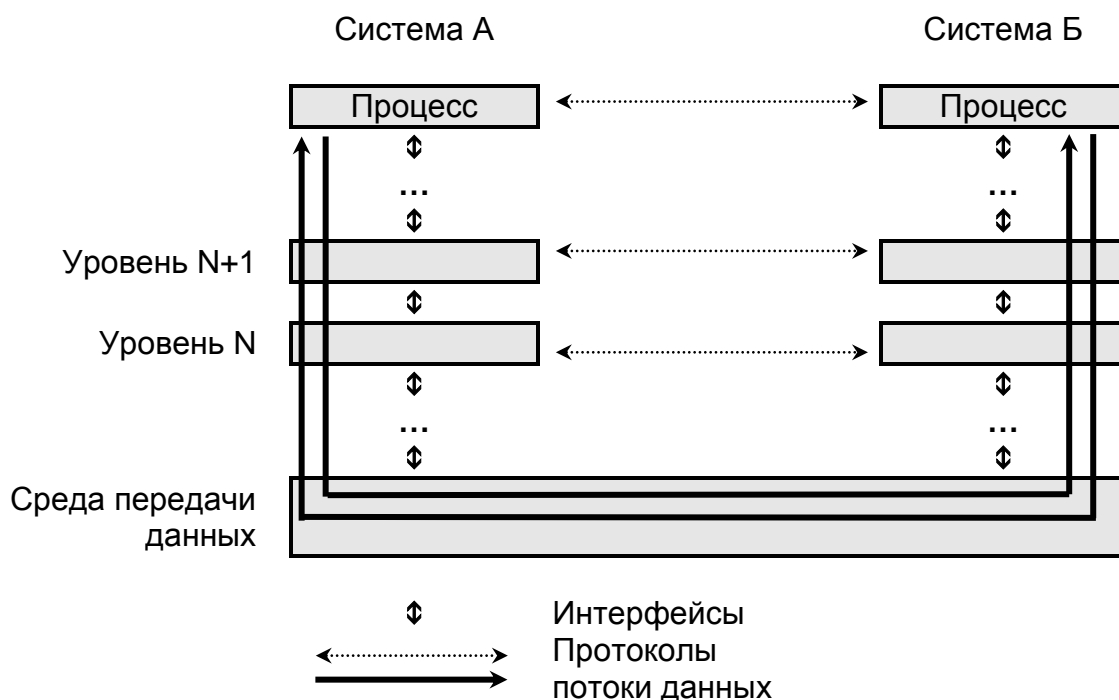 Система А
Система Б
Процесс
Процесс
...
...
Уровень N+1
Уровень N
...
...
Среда передачи
данных
Интерфейсы
Протоколы
потоки данных